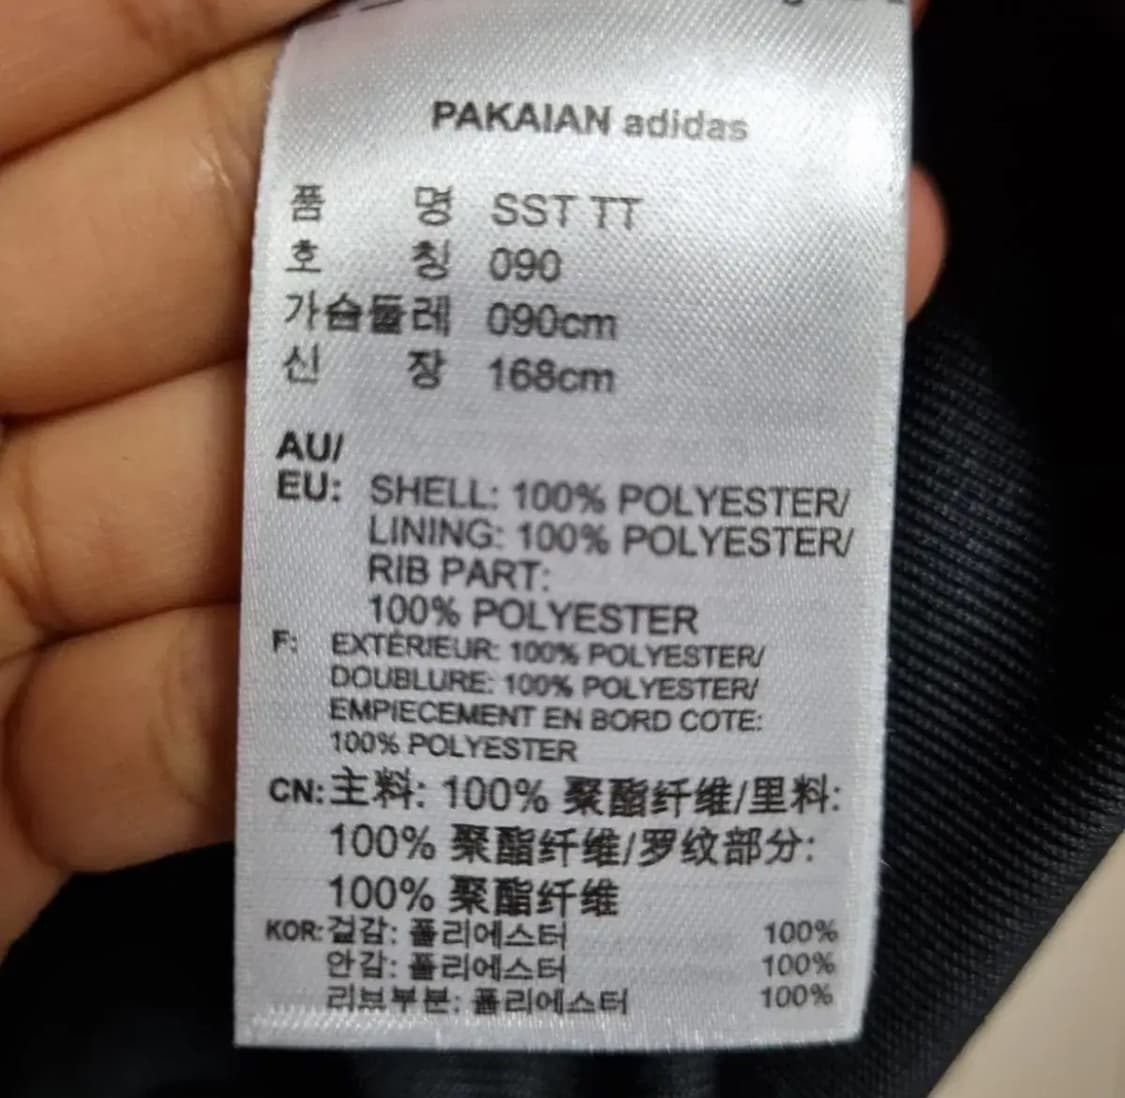 PAKAIAN adidas
품 명 SST TT
호 칭 090
가슴둘레 090cm
신 장 168cm
AU/
EU: SHELL: 100% POLYESTER/
LINING: 100% POLYESTER/
RIB PART:
100% POLYESTER
F: EXTÉRIEUR: 100% POLYESTER/
DOUBLURE: 100% POLYESTER/
EMPIECEMENT EN BORD COTE:
100% POLYESTER
CN: 主料: 100% 聚酯纤维/里料:
100% 聚酯纤维/罗纹部分:
100% 聚酯纤维
KOR: 겉감: 폴리에스터 100%
안감: 폴리에스터 100%
리브부분: 폴리에스터 100%